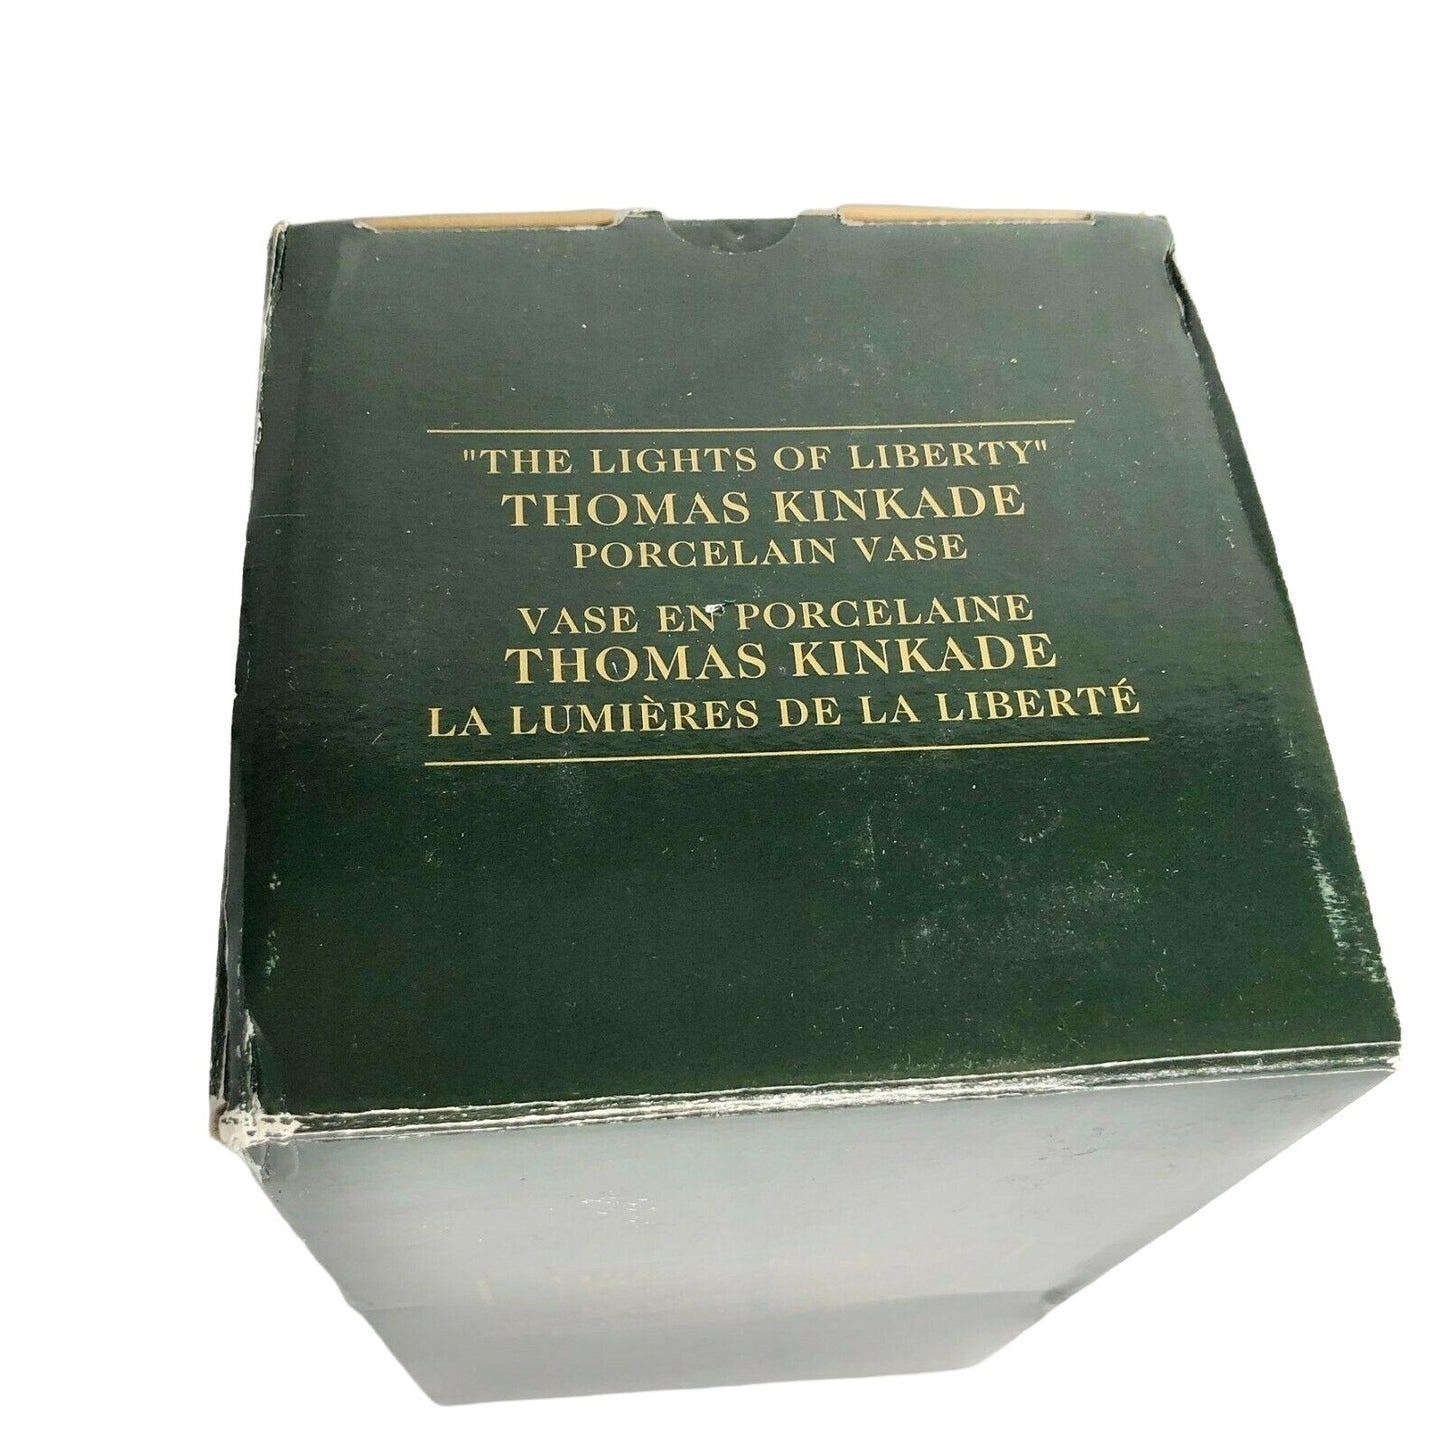 "THE LIGHTS OF LIBERTY"
THOMAS KINKADE
PORCELAIN VASE
VASE EN PORCELAINE
THOMAS KINKADE
LA LUMIÈRES DE LA LIBERTÉ